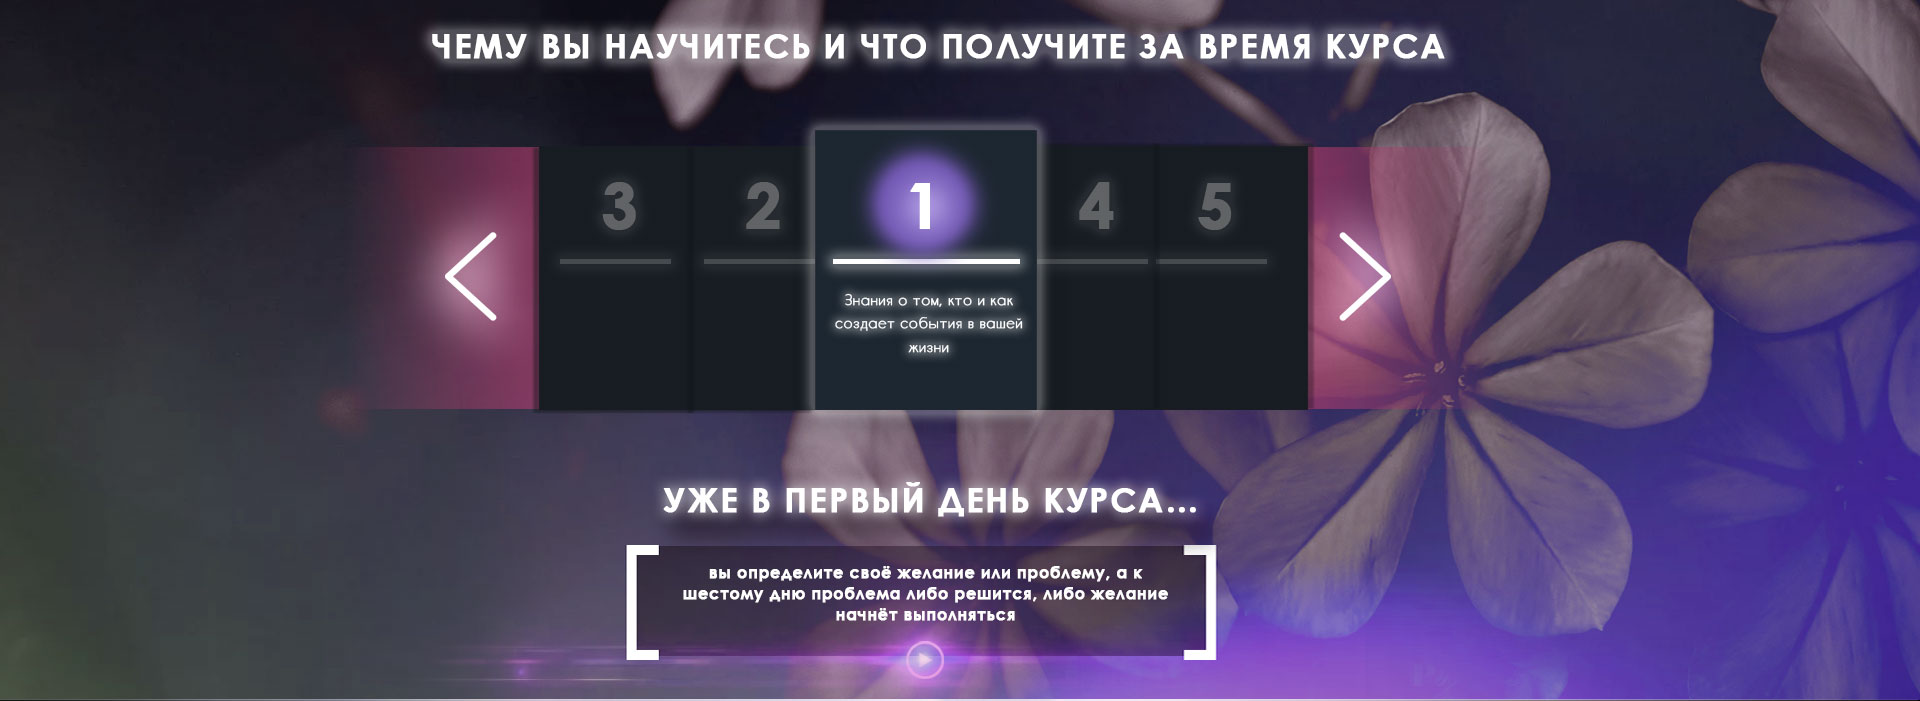 ЧЕМУ ВЫ НАУЧИТЕСЬ И ЧТО ПОЛУЧИТЕ ЗА ВРЕМЯ КУРСА
3 2 1 4 5
Знания о том, кто и как
создает события в вашей
жизни
УЖЕ В ПЕРВЫЙ ДЕНЬ КУРСА...
вы определите своё желание или проблему, а к
шестому дню проблема либо решится, либо желание
начнёт выполняться